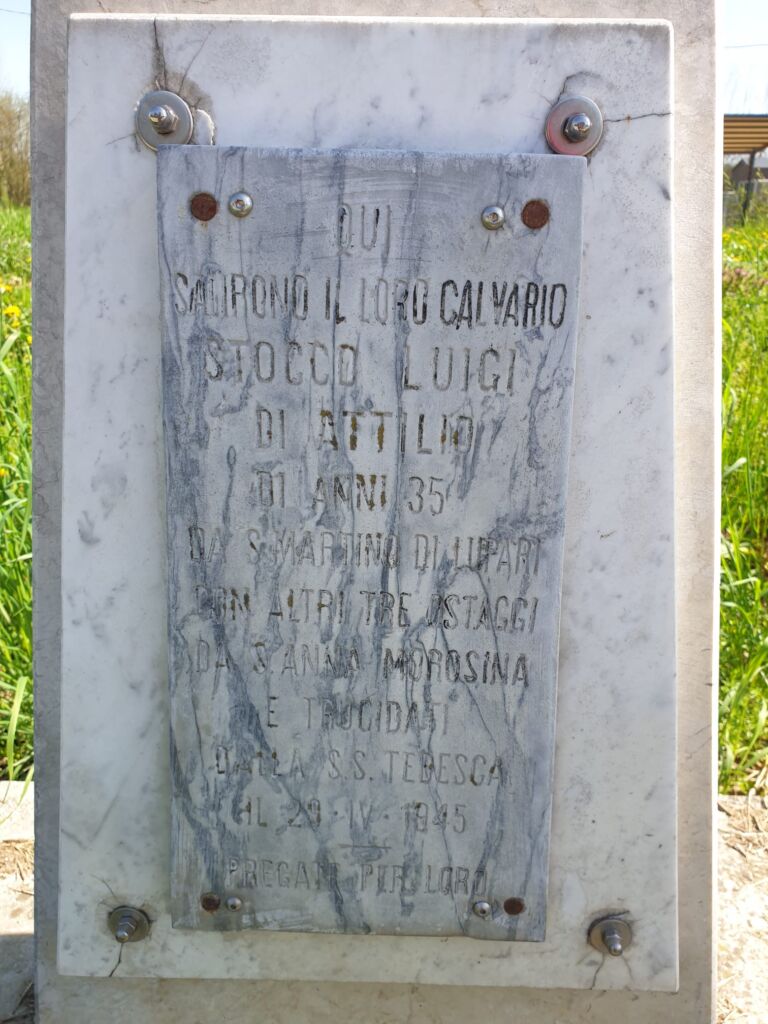 QUI
SALIRONO IL LORO CALVARIO
STOCCO LUIGI
DI ATTILIO
DI ANNI 35
DA S. MARTINO DI LUPARI
CON ALTRI TRE OSTAGGI
DA S. ANNA MOROSINA
E TRUCIDATI
DALLA S.S. TEDESCA
IL 29 · IV · 1945
PREGATE PER LORO